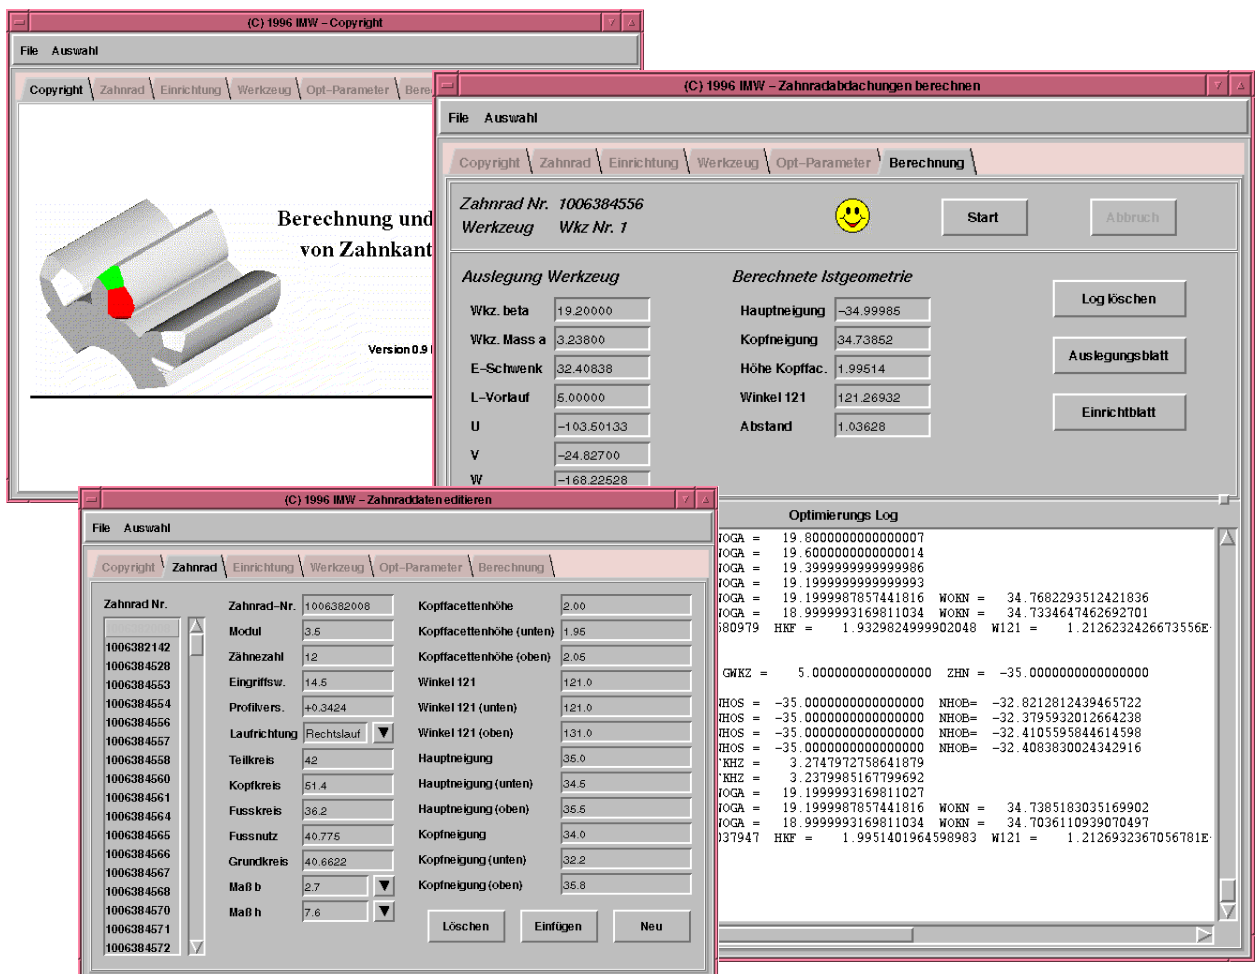 (C) 1996 IMW – Copyright
File Auswahl
Copyright Zahnrad Einrichtung Werkzeug Opt–Parameter Bere
Berechnung und
von Zahnkant
Version 0.9
(C) 1996 IMW – Zahnradabdachungen berechnen
File Auswahl
Copyright Zahnrad Einrichtung Werkzeug Opt–Parameter Berechnung
Zahnrad Nr. 1006384556
Werkzeug Wkz Nr. 1
Start Abbruch
Auslegung Werkzeug Berechnete Istgeometrie
Wkz. beta 19.20000 Hauptneigung –34.99985
Wkz. Mass a 3.23800 Kopfneigung 34.73852
E–Schwenk 32.40838 Höhe Kopffac. 1.99514
L–Vorlauf 5.00000 Winkel 121 121.26932
U –103.50133 Abstand 1.03628
V –24.82700
W –168.22528
Log löschen
Auslegungsblatt
Einrichtblatt
Optimierungs Log
WOGA = 19.8000000000000007
WOGA = 19.6000000000000014
WOGA = 19.3999999999999986
WOGA = 19.1999999999999993
WOGA = 19.1999987857441816 WOKN = 34.7682293512421836
WOGA = 18.9999993169811034 WOKN = 34.7334647462692701
580979 HKF = 1.9329824999902048 W121 = 1.2126232426673556E-
GWKZ = 5.0000000000000000 ZHN = -35.0000000000000000
NHOS = -35.0000000000000000 NHOB= -32.8212812439465722
NHOS = -35.0000000000000000 NHOB= -32.3795932012664238
NHOS = -35.0000000000000000 NHOB= -32.4105595844614598
NHOS = -35.0000000000000000 NHOB= -32.4083830024342916
KHZ = 3.2747972758641879
KHZ = 3.2379985167799692
WOGA = 19.1999993169811027
WOGA = 19.1999987857441816 WOKN = 34.7385183035169902
WOGA = 18.9999993169811034 WOKN = 34.7036110939070497
037947 HKF = 1.9951401964598983 W121 = 1.2126932367056781E-
(C) 1996 IMW – Zahnraddaten editieren
File Auswahl
Copyright Zahnrad Einrichtung Werkzeug Opt–Parameter Berechnung
Zahnrad Nr.
1006382142
1006384528
1006384553
1006384554
1006384556
1006384557
1006384558
1006384560
1006384561
1006384564
1006384565
1006384566
1006384567
1006384568
1006384570
1006384571
1006384572
Zahnrad–Nr. 1006382008
Modul 3.5
Zähnezahl 12
Eingriffsw. 14.5
Profilvers. +0.3424
Laufrichtung Rechtslauf
Teilkreis 42
Kopfkreis 51.4
Fusskreis 36.2
Fussnutz 40.775
Grundkreis 40.6622
Maß b 2.7
Maß h 7.6
Kopffacettenhöhe 2.00
Kopffacettenhöhe (unten) 1.95
Kopffacettenhöhe (oben) 2.05
Winkel 121 121.0
Winkel 121 (unten) 121.0
Winkel 121 (oben) 131.0
Hauptneigung 35.0
Hauptneigung (unten) 34.5
Hauptneigung (oben) 35.5
Kopfneigung 34.0
Kopfneigung (unten) 32.2
Kopfneigung (oben) 35.8
Löschen Einfügen Neu